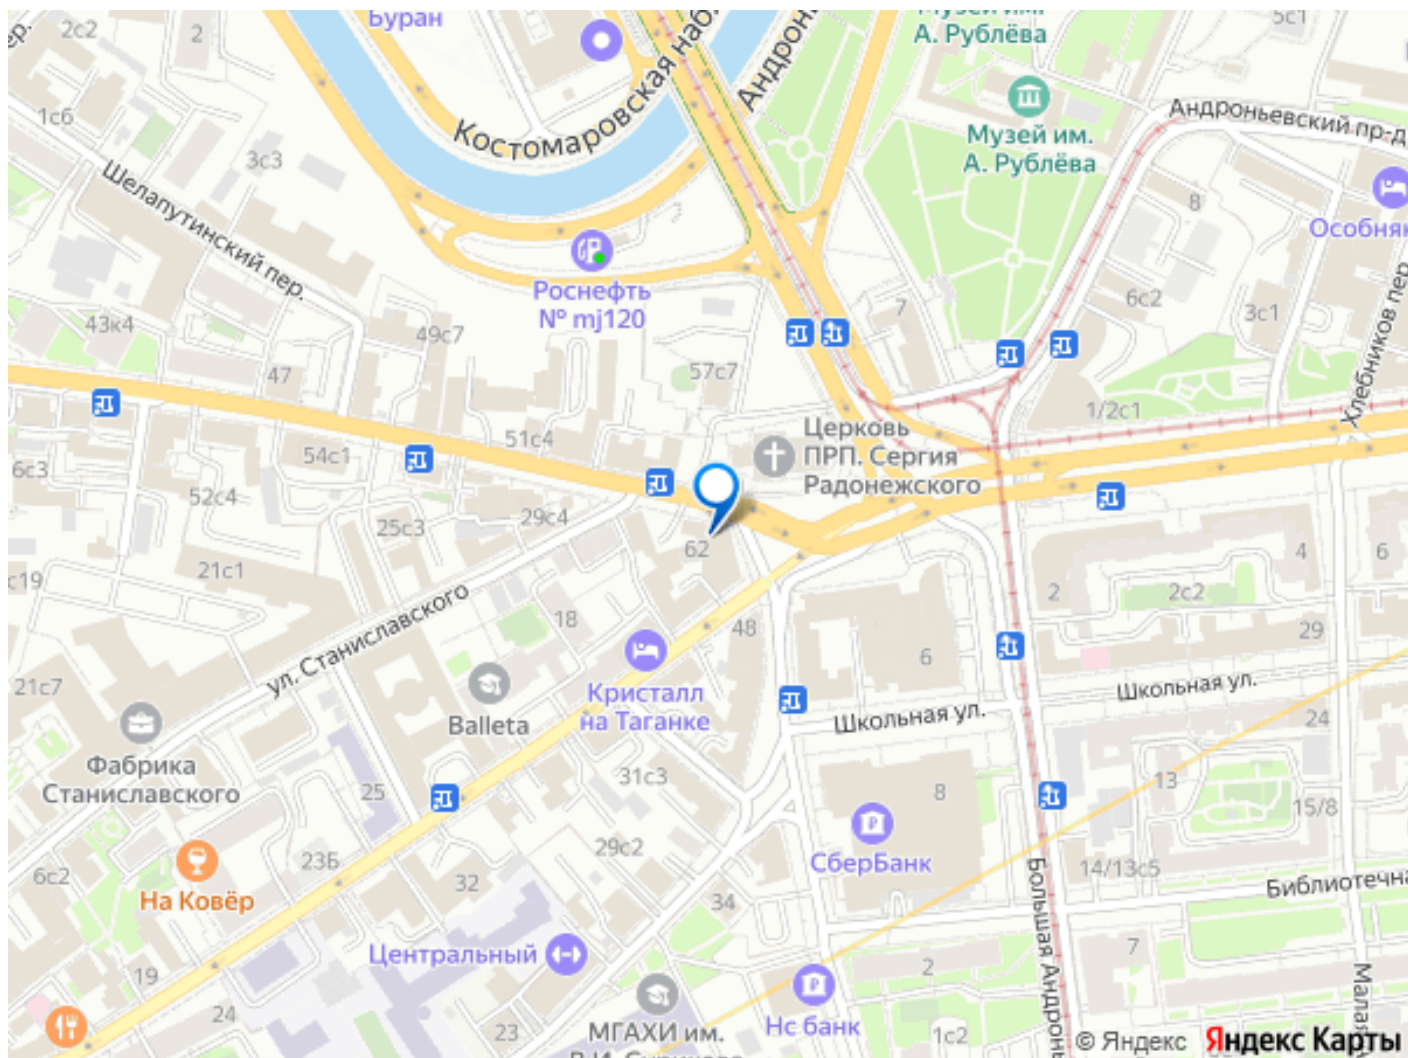 Буран
2с2
2
Музей им.
А. Рублёва
5с1
1с6
3с3
Костомаровская наб
Музей им.
А. Рублёва
Андроньевский пр-д
Шелапутинский пер.
8
Особняк
Роснефть
№ mj120
43к4
49с7
7
6с2
3с1
Хлебников пер.
47
57с7
1/2с1
51с4
Церковь
ПРП. Сергия
Радонежского
6с3
54с1
52с4
25с3
29с4
62
4
6
с19
21с1
2
2с2
ул. Станиславского
18
48
29
6
21с7
Школьная ул.
Школьная ул.
Кристалл
на Таганке
Balleta
24
Фабрика
Станиславского
31с3
25
13
8
15/8
23Б
29с2
СберБанк
6с2
32
14/13с5
Библиотечна
На Ковёр
34
Большая Андронь
Центральный
7
19
2
Малая
24
23
МГАХИ им.
Нс банк
1с2
© Яндекс
Яндекс Карты